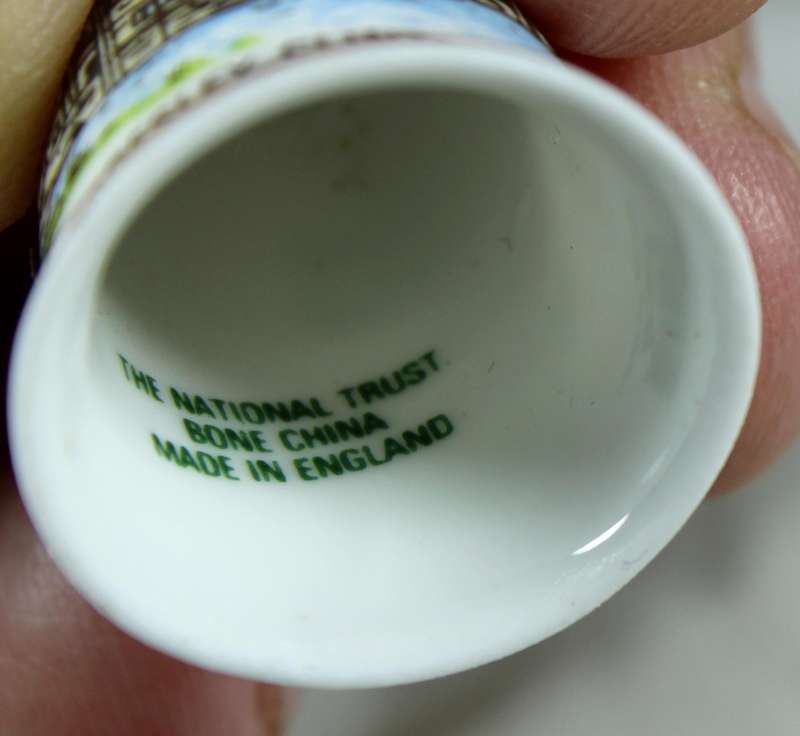 THE NATIONAL TRUST
BONE CHINA
MADE IN ENGLAND